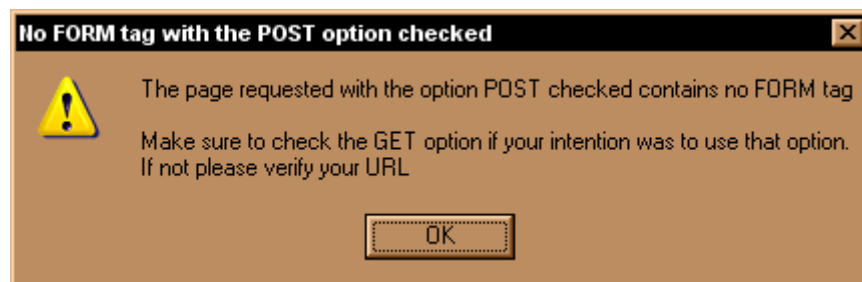 No FORM tag with the POST option checked
The page requested with the option POST checked contains no FORM tag
Make sure to check the GET option if your intention was to use that option.
If not please verify your URL
OK